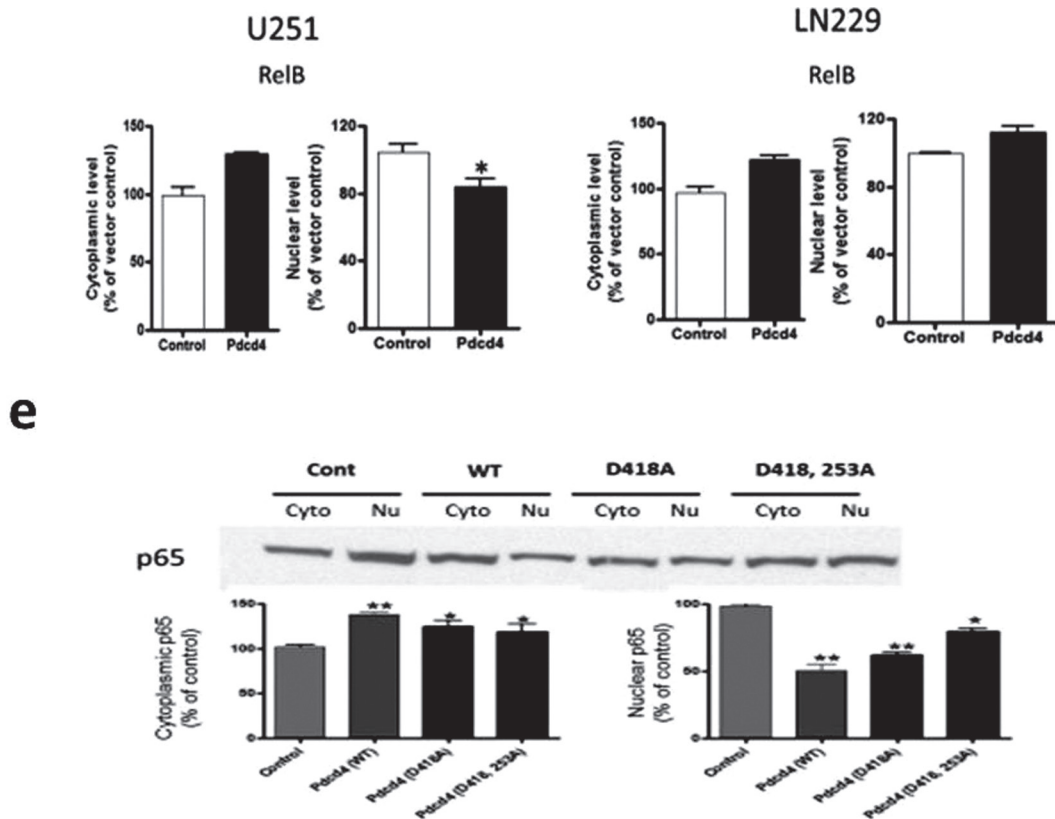 U251
RelB
Cytoplasmic level
(% of vector control)
150
100
50
0
Control Pdcd4
Nuclear level
(% of vector control)
120
80
40
0
*
Control Pdcd4
LN229
RelB
Cytoplasmic level
(% of vector control)
150
100
50
0
Control Pdcd4
Nuclear level
(% of vector control)
120
80
40
0
Control Pdcd4
e
Cont WT D418A D418, 253A
Cyto Nu Cyto Nu Cyto Nu Cyto Nu
p65
Cytoplasmic p65
(% of control)
150
100
50
0
** * *
Control
Pdcd4 (WT)
Pdcd4 (D418A)
Pdcd4 (D418, 253A)
Nuclear p65
(% of control)
100
50
0
** ** *
Control
Pdcd4 (WT)
Pdcd4 (D418A)
Pdcd4 (D418, 253A)